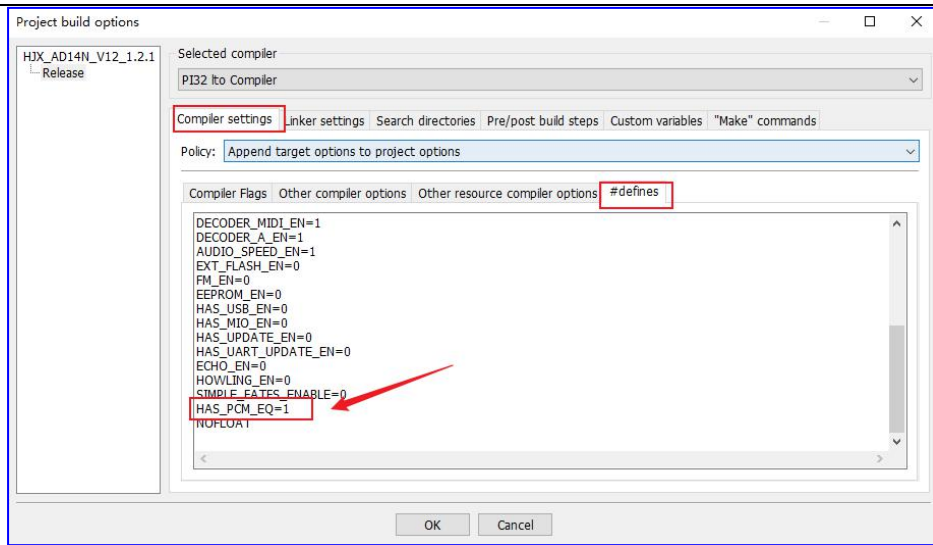 Project build options
HJX_AD14N_V12_1.2.1
Release
Selected compiler
PI32 lto Compiler
Compiler settings Linker settings Search directories Pre/post build steps Custom variables "Make" commands
Policy: Append target options to project options
Compiler Flags Other compiler options Other resource compiler options #defines
DECODER_MIDI_EN=1
DECODER_A_EN=1
AUDIO_SPEED_EN=1
EXT_FLASH_EN=0
FM_EN=0
EEPROM_EN=0
HAS_USB_EN=0
HAS_MIO_EN=0
HAS_UPDATE_EN=0
HAS_UART_UPDATE_EN=0
ECHO_EN=0
HOWLING_EN=0
SIMPLE_FATFS_ENABLE=0
HAS_PCM_EQ=1
NOFLOAT
OK Cancel